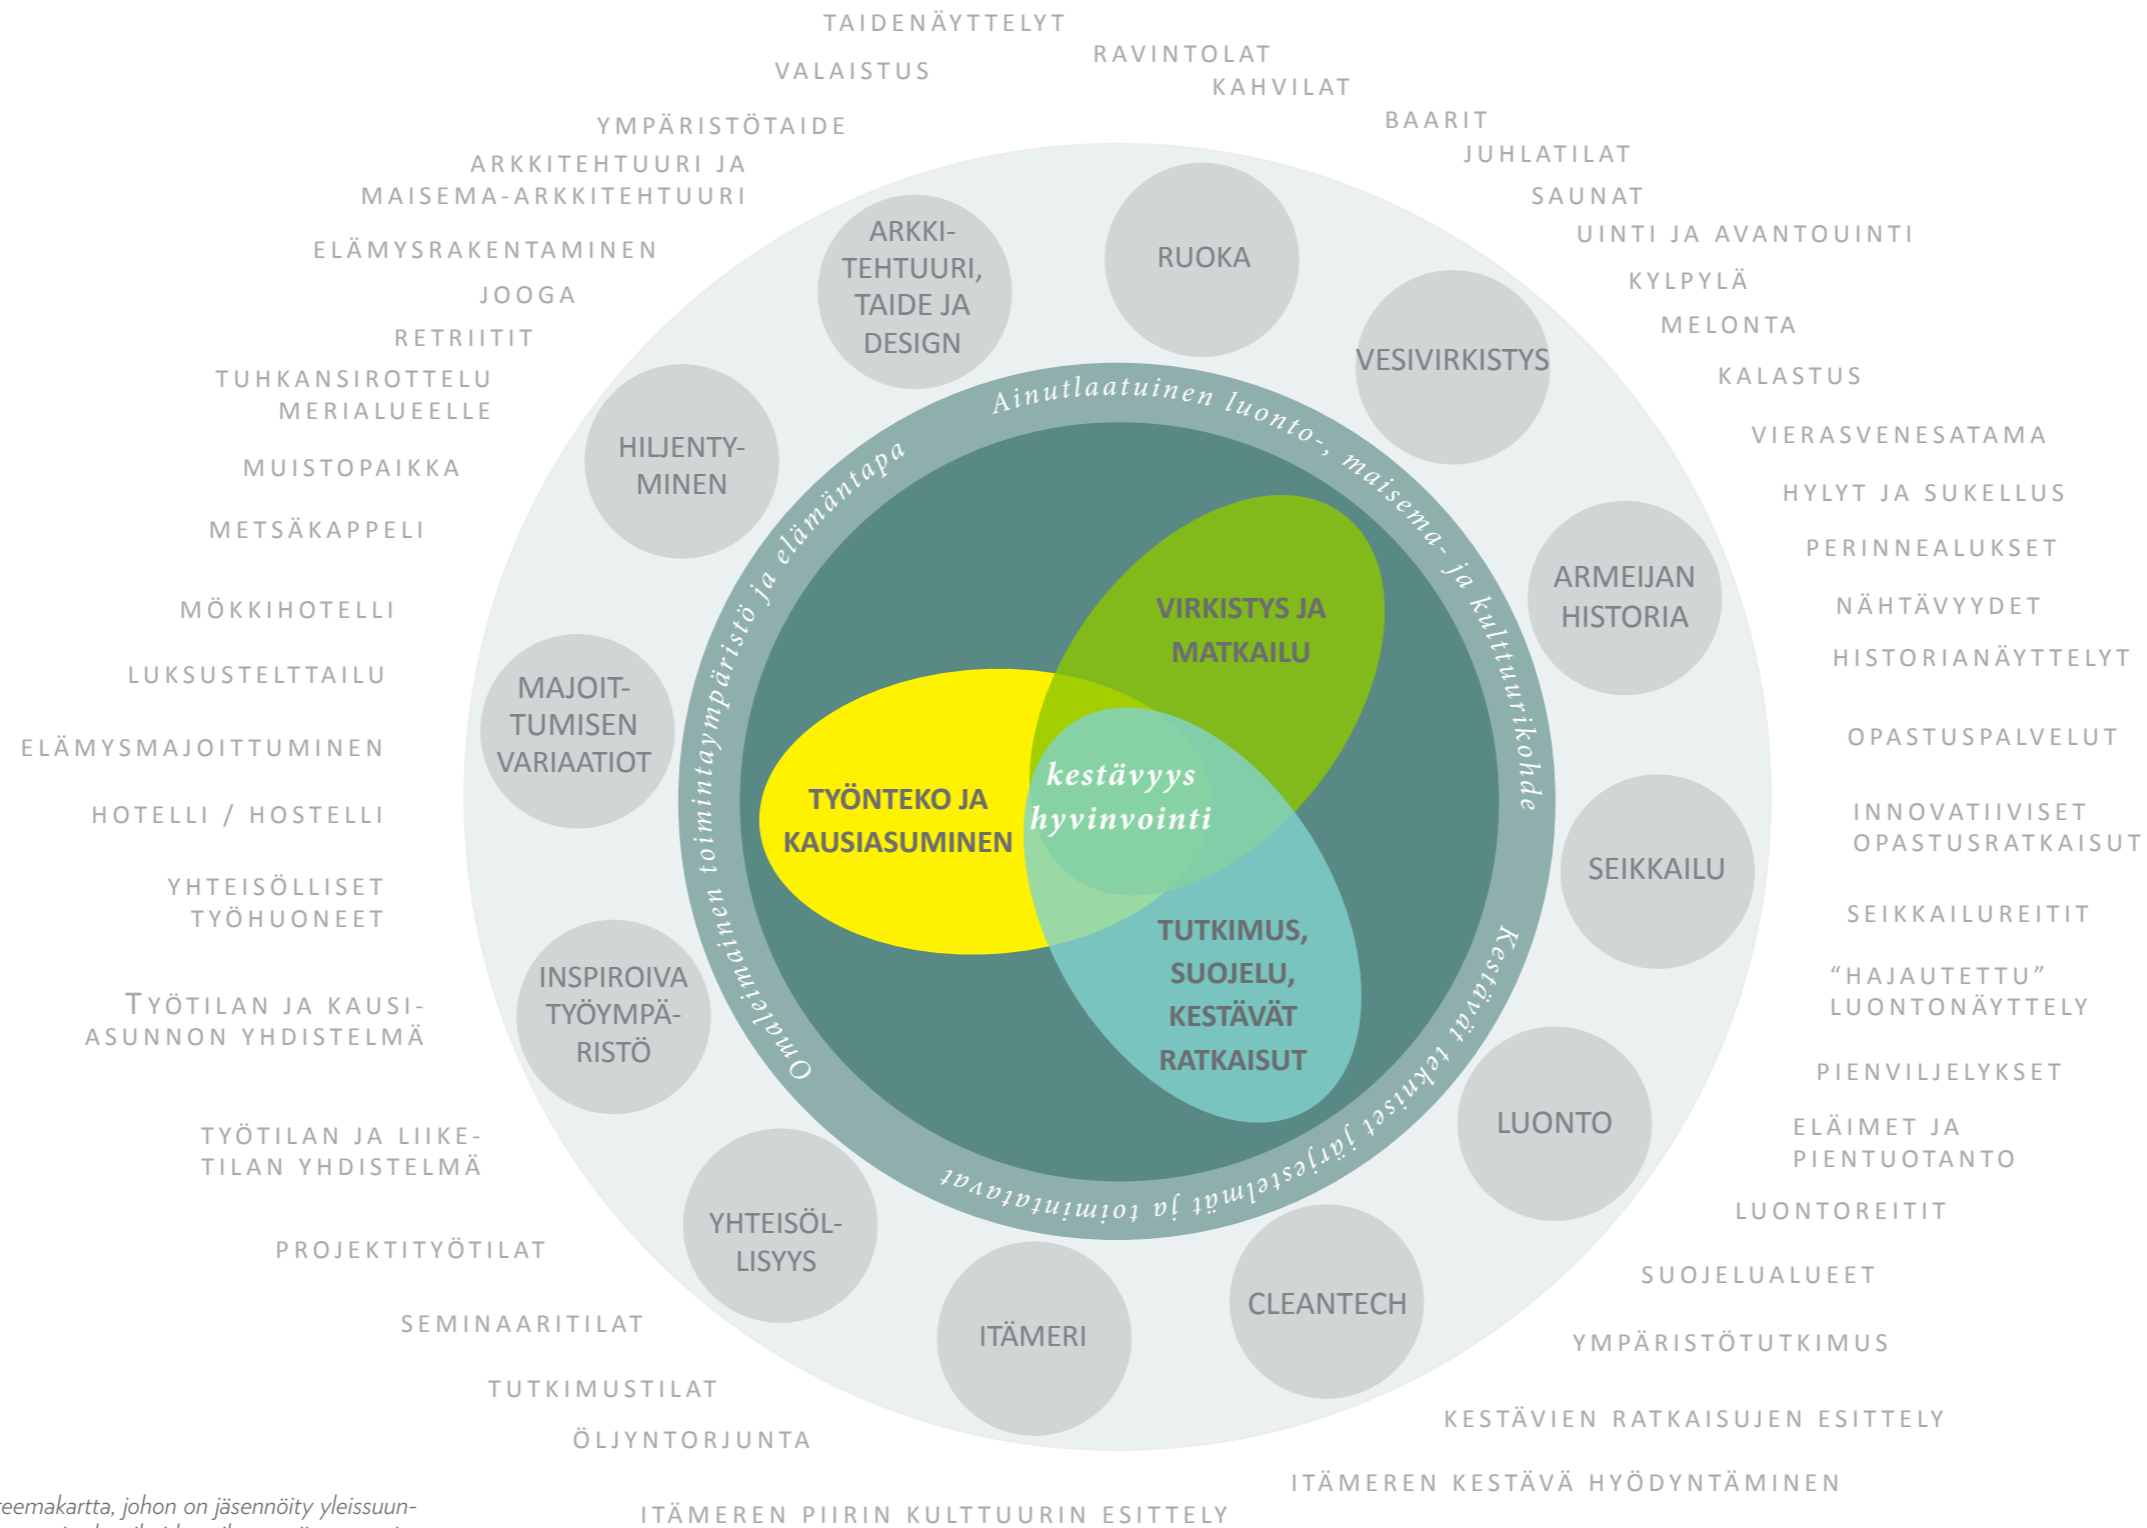 TAIDENÄYTTELYT
RAVINTOLAT
VALAISTUS
KAHVILAT
BAARIT
YMPÄRISTÖTAIDE
JUHLATILAT
ARKKITEHTUURI JA
MAISEMA-ARKKITEHTUURI
SAUNAT
UINTI JA AVANTOUINTI
ELÄMYSRAKENTAMINEN
KYLPYLÄ
JOOGA
MELONTA
RETRIITIT
KALASTUS
TUHKANSIROTTELU
MERIALUEELLE
VIERASVENESATAMA
MUISTOPAIKKA
HYLYT JA SUKELLUS
METSÄKAPPELI
PERINNEALUKSET
MÖKKIHOTELLI
NÄHTÄVYYDET
HISTORIANÄYTTELYT
LUKSUSTELTTAILU
OPASTUSPALVELUT
ELÄMYSMAJOITTUMINEN
INNOVATIIVISET
OPASTUSRATKAISUT
HOTELLI / HOSTELLI
YHTEISÖLLISET
TYÖHUONEET
SEIKKAILUREITIT
"HAJAUTETTU"
LUONTONÄYTTELY
TYÖTILAN JA KAUSI-
ASUNNON YHDISTELMÄ
PIENVILJELYKSET
ELÄIMET JA
PIENTUOTANTO
TYÖTILAN JA LIIKE-
TILAN YHDISTELMÄ
LUONTOREITIT
PROJEKTITYÖTILAT
SUOJELUALUEET
SEMINAARITILAT
YMPÄRISTÖTUTKIMUS
TUTKIMUSTILAT
KESTÄVIEN RATKAISUJEN ESITTELY
ÖLJYNTORJUNTA
ITÄMEREN KESTÄVÄ HYÖDYNTÄMINEN
ITÄMEREN PIIRIN KULTTUURIN ESITTELY
ARKKI-
TEHTUURI,
TAIDE JA
DESIGN
RUOKA
VESIVIRKISTYS
ARMEIJAN
HISTORIA
SEIKKAILU
LUONTO
CLEANTECH
ITÄMERI
YHTEISÖL-
LISYYS
INSPIROIVA
TYÖYMPÄ-
RISTÖ
MAJOIT-
TUMISEN
VARIAATIOT
HILJENTY-
MINEN
Ainutlaatuinen luonto-, maisema- ja kulttuurikohde
Kestävät tekniset järjestelmät ja toimintatavat
Omaleimainen toimintaympäristö ja elämäntapa
VIRKISTYS JA
MATKAILU
TYÖNTEKO JA
KAUSIASUMINEN
kestävyys
hyvinvointi
TUTKIMUS,
SUOJELU,
KESTÄVÄT
RATKAISUT
johon on jäsennöity yleissuun-